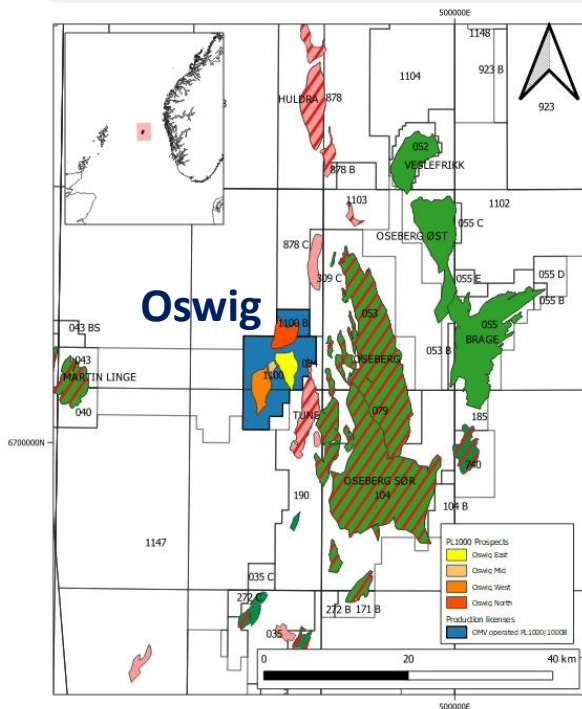 500000E
1148
923 B
1104
923
HULDRA
878
052
VESLEFRIKK
878 B
1103
1102
055 C
OSEBERG ØST
878 C
309 C
055 E
055 D
055 B
Oswig
1100 B
053
055
BRAGE
043 BS
043
034
OSEBERG
053 B
MARTIN LINGE
1100
040
TUNE
079
185
6700000N
740
OSEBERG SØR
104
190
104 B
1147
035 C
272 C
272 B
171 B
035
PL1000 Prospects
Oswig East
Oswig Mid
Oswig West
Oswig North
Production licenses
OMV operated PL1000/1000B
0
20
40 km
500000E